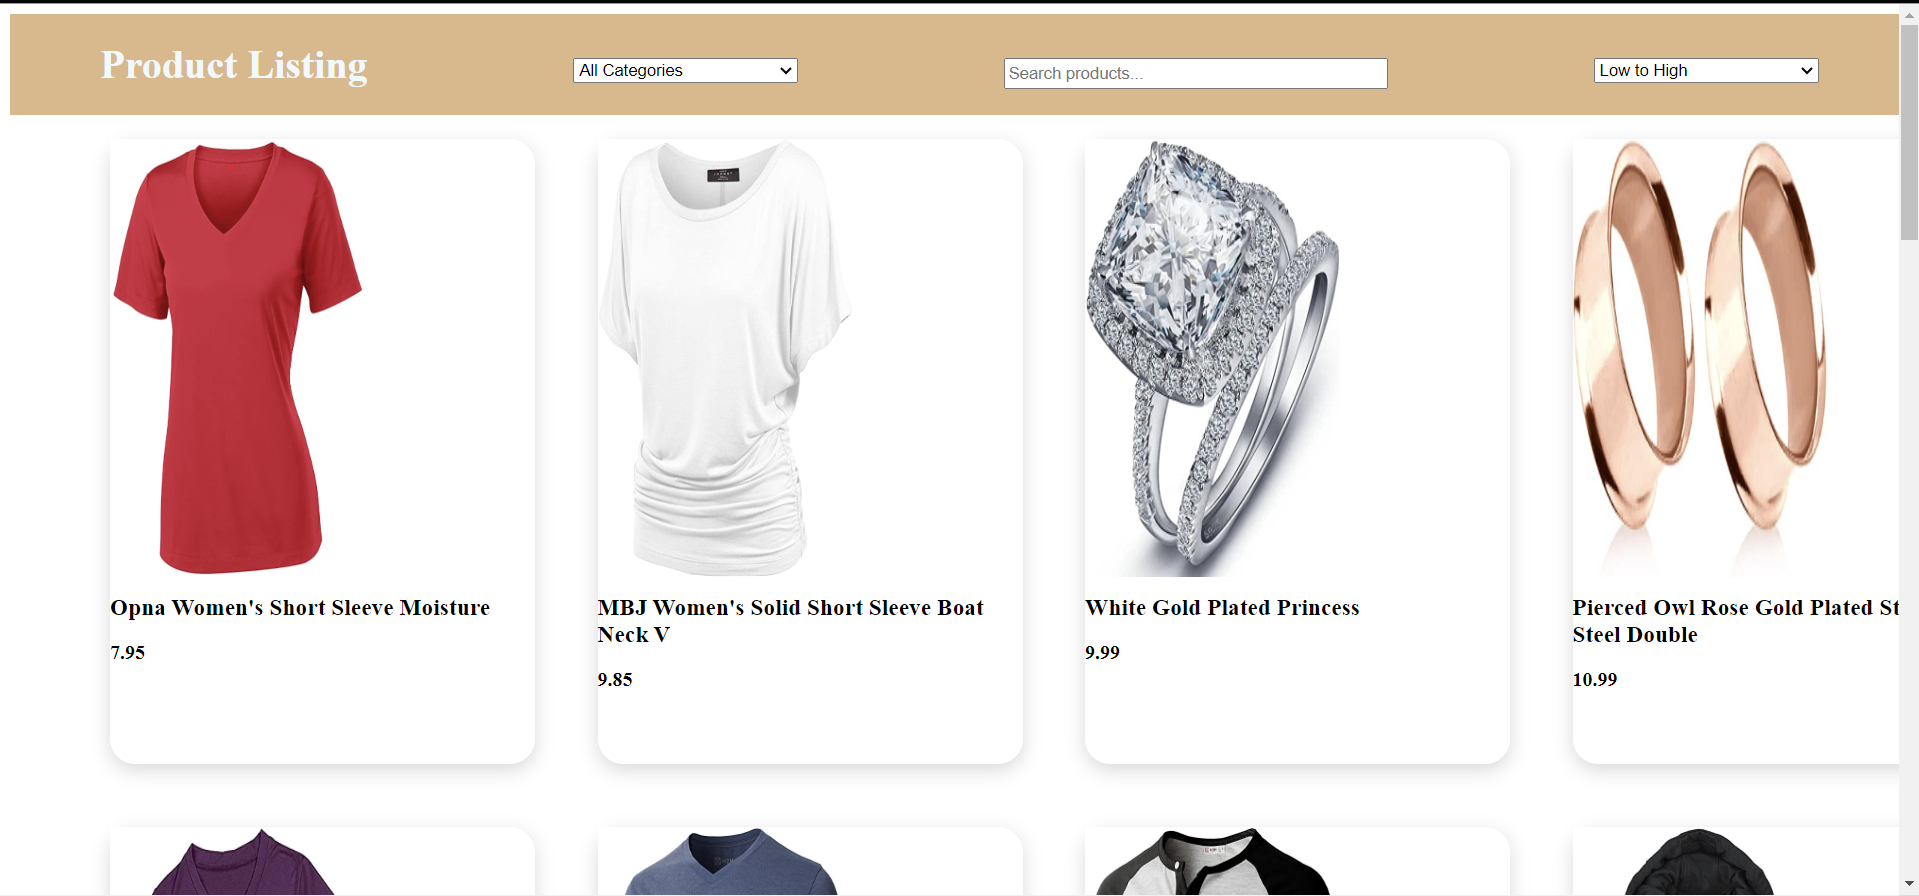 Product Listing
All Categories
Search products...
Low to High
Opna Women's Short Sleeve Moisture
7.95
MBJ Women's Solid Short Sleeve Boat
Neck V
9.85
White Gold Plated Princess
9.99
Pierced Owl Rose Gold Plated St
Steel Double
10.99